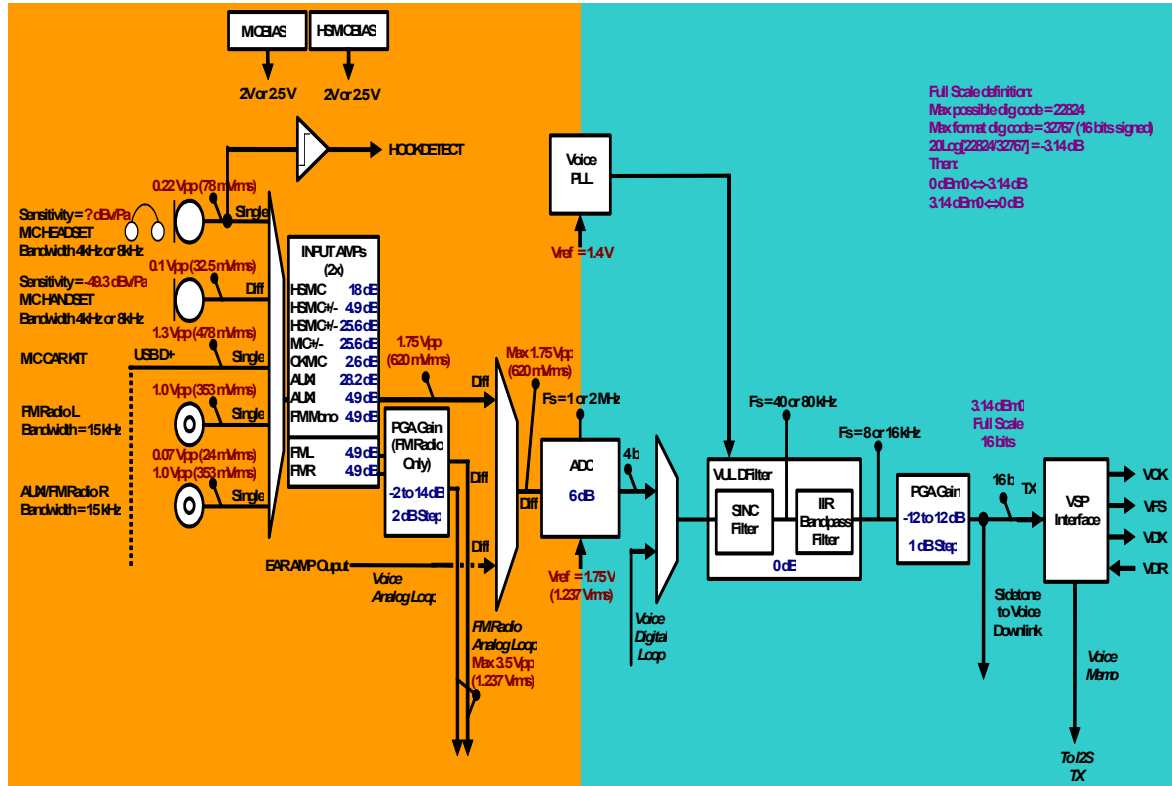 MICBIAS
HSMICBIAS
2V or 2.5 V
2V or 2.5 V
HOOKDETECT
Full Scale definition:
Max possible dig code = 22824
Max format dig code = 32767 (16 bits signed)
20Log[22824/32767] = -3.14 dB
Then:
0 dBm0 ⇔ -3.14 dB
3.14 dBm0 ⇔ 0 dB
Voice
PLL
Vref = 1.4 V
0.22 Vpp (78 mVrms)
Sensitivity = ? dBV/Pa
Single
MIC HEADSET
Bandwidth 4kHz or 8kHz
0.1 Vpp (32.5 mVrms)
Sensitivity = -49.3 dBV/Pa
Diff
MIC HANDSET
Bandwidth 4kHz or 8kHz
1.3 Vpp (478 mVrms)
MIC CARKIT
USB D+
Single
1.0 Vpp (353 mVrms)
FM Radio L
Single
Bandwidth = 15 kHz
0.07 Vpp (24 mVrms)
1.0 Vpp (353 mVrms)
AUX/FM Radio R
Single
Bandwidth = 15 kHz
INPUT AMPs
(2x)
HSMIC 18 dB
HSMIC+/- 4.9 dB
HSMIC+/- 25.6 dB
MIC+/- 25.6 dB
CKMIC 2.6 dB
AUXI 28.2 dB
AUXI 4.9 dB
FM Mono 4.9 dB
FML 4.9 dB
FMR 4.9 dB
1.75 Vpp
(620 mVrms)
Diff
PGA Gain
(FM Radio
Only)
-2 to 14 dB
2 dB Step
Diff
Diff
EAR AMP Ouput
Voice
Analog Loop
FM Radio
Analog Loop
Max 3.5 Vpp
(1.237 Vrms)
Max 1.75 Vpp
(620 mVrms)
Diff
Fs = 1 or 2 MHz
ADC
6 dB
Vref = 1.75 V
(1.237 Vrms)
4 b
Voice
Digital
Loop
Fs = 40 or 80 kHz
VUL D Filter
SINC
Filter
IIR
Bandpass
Filter
0 dB
Fs = 8 or 16 kHz
PGA Gain
-12 to 12 dB
1 dB Step
3.14 dBm0
Full Scale
16 bits
16 b
TX
Sidetone
to Voice
Downlink
VSP
Interface
VCK
VFS
VDX
VDR
Voice
Memo
To I2S
TX